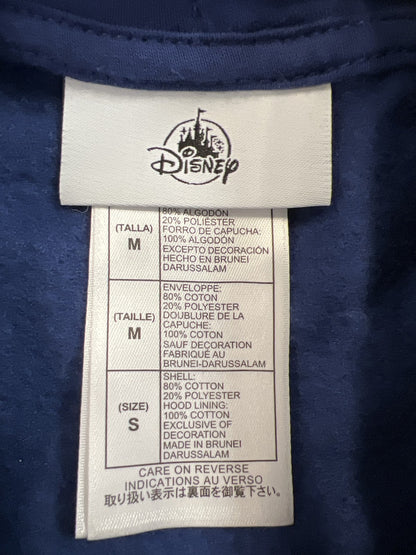 Disney
80% ALGODÓN
20% POLIÉSTER
(TALLA)
M
FORRO DE CAPUCHA:
100% ALGODÓN
EXCEPTO DECORACIÓN
HECHO EN BRUNEI
DARUSSALAM
(TAILLE)
M
ENVELOPPE:
80% COTON
20% POLYESTER
DOUBLURE DE LA
CAPUCHE:
100% COTON
SAUF DECORATION
FABRIQUÉ AU
BRUNEI-DARUSSALAM
(SIZE)
S
SHELL:
80% COTTON
20% POLYESTER
HOOD LINING:
100% COTTON
EXCLUSIVE OF
DECORATION
MADE IN BRUNEI
DARUSSALAM
CARE ON REVERSE
INDICATIONS AU VERSO
取り扱い表示は裏面を御覧下さい。